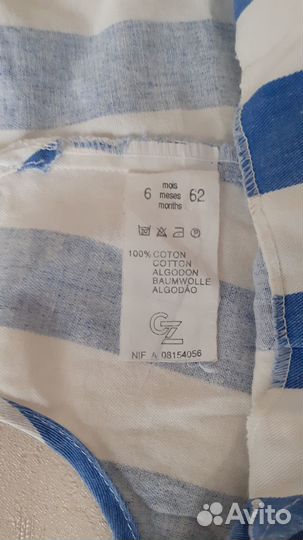 mois
6 meses 62
months
100% COTON
COTTON
ALGODON
BAUMWOLLE
ALGODÃO
GZ
NIF A 08154056
Avito